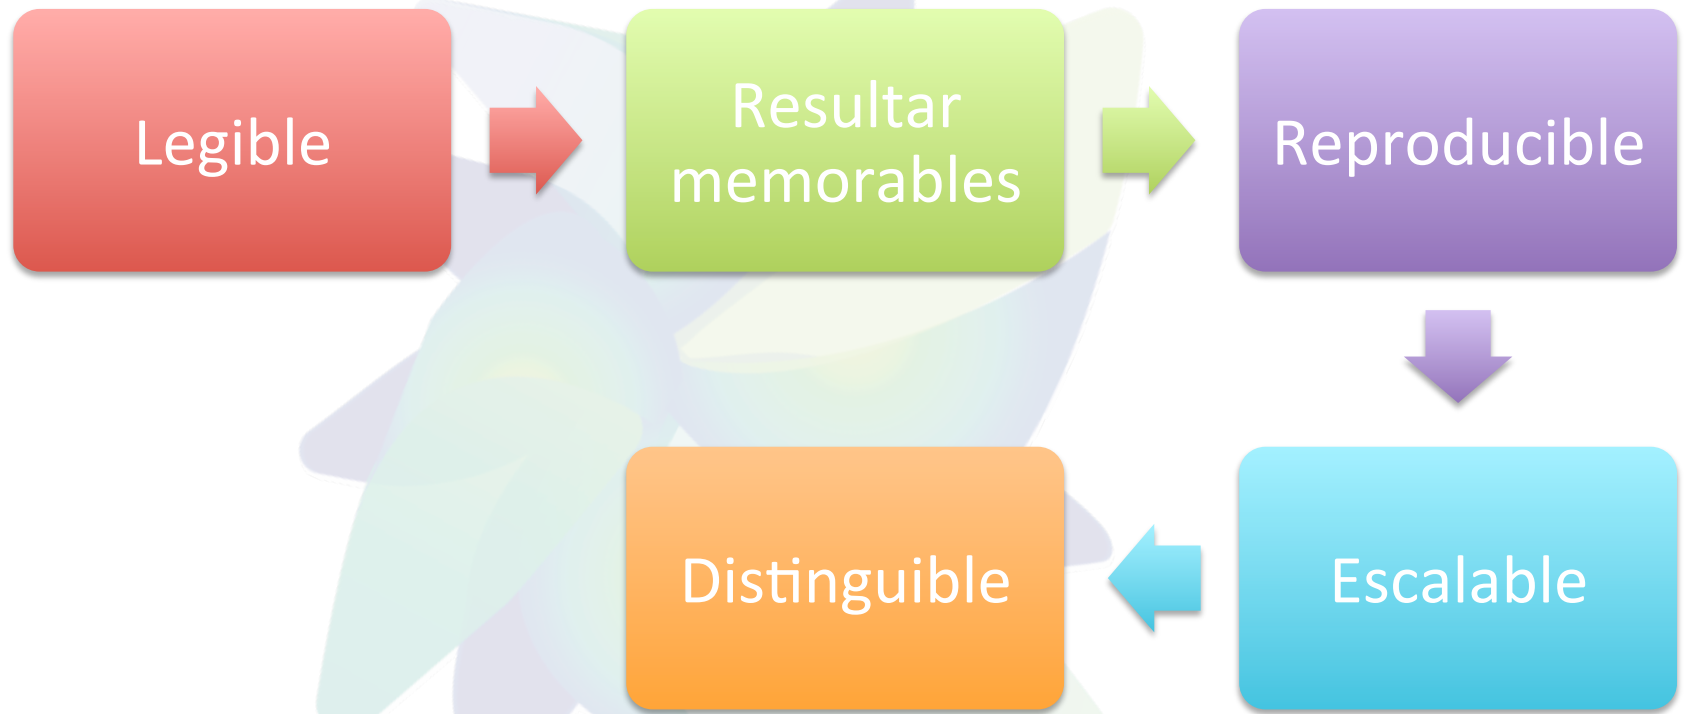 Legible
Resultar
memorables
Reproducible
Escalable
Distinguible